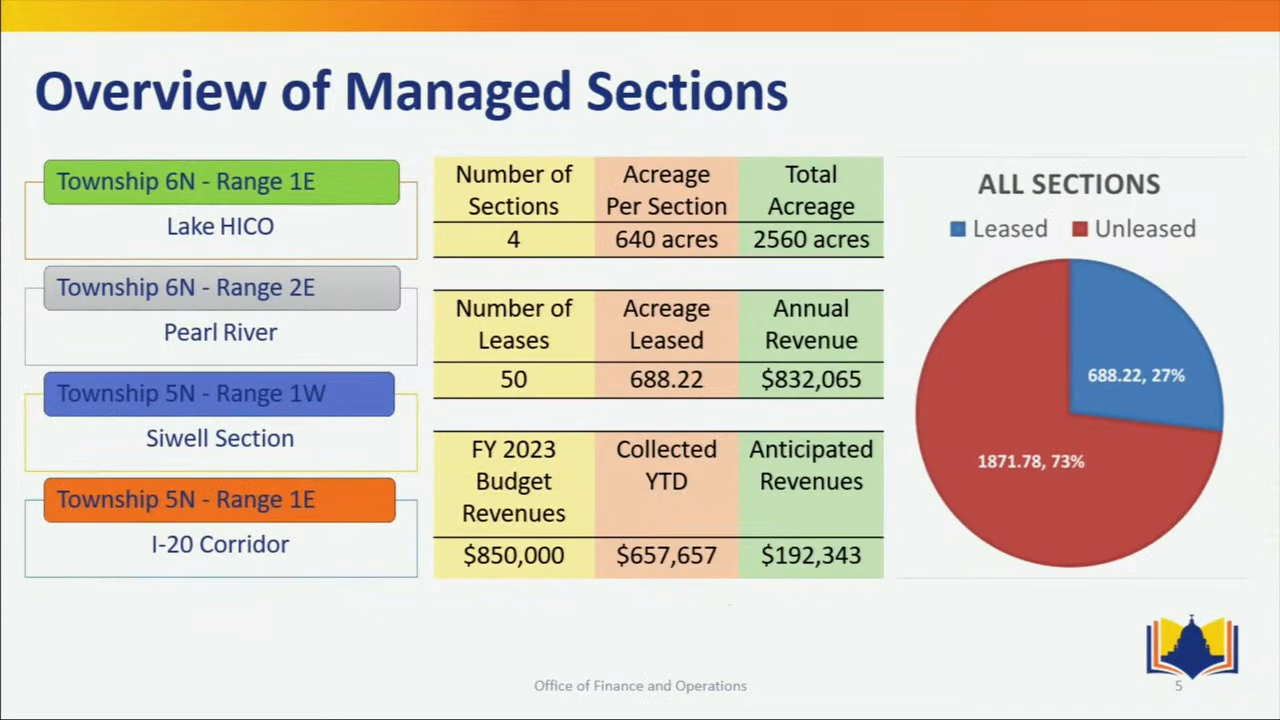 Overview of Managed Sections
Township 6N - Range 1E
Lake HICO
Township 6N - Range 2E
Pearl River
Township 5N - Range 1W
Siwell Section
Township 5N - Range 1E
I-20 Corridor
Number of Sections
Acreage Per Section
Total Acreage
4
640 acres
2560 acres
Number of Leases
Acreage Leased
Annual Revenue
50
688.22
$832,065
FY 2023 Budget Revenues
Collected YTD
Anticipated Revenues
$850,000
$657,657
$192,343
ALL SECTIONS
Leased
Unleased
688.22, 27%
1871.78, 73%
Office of Finance and Operations
5